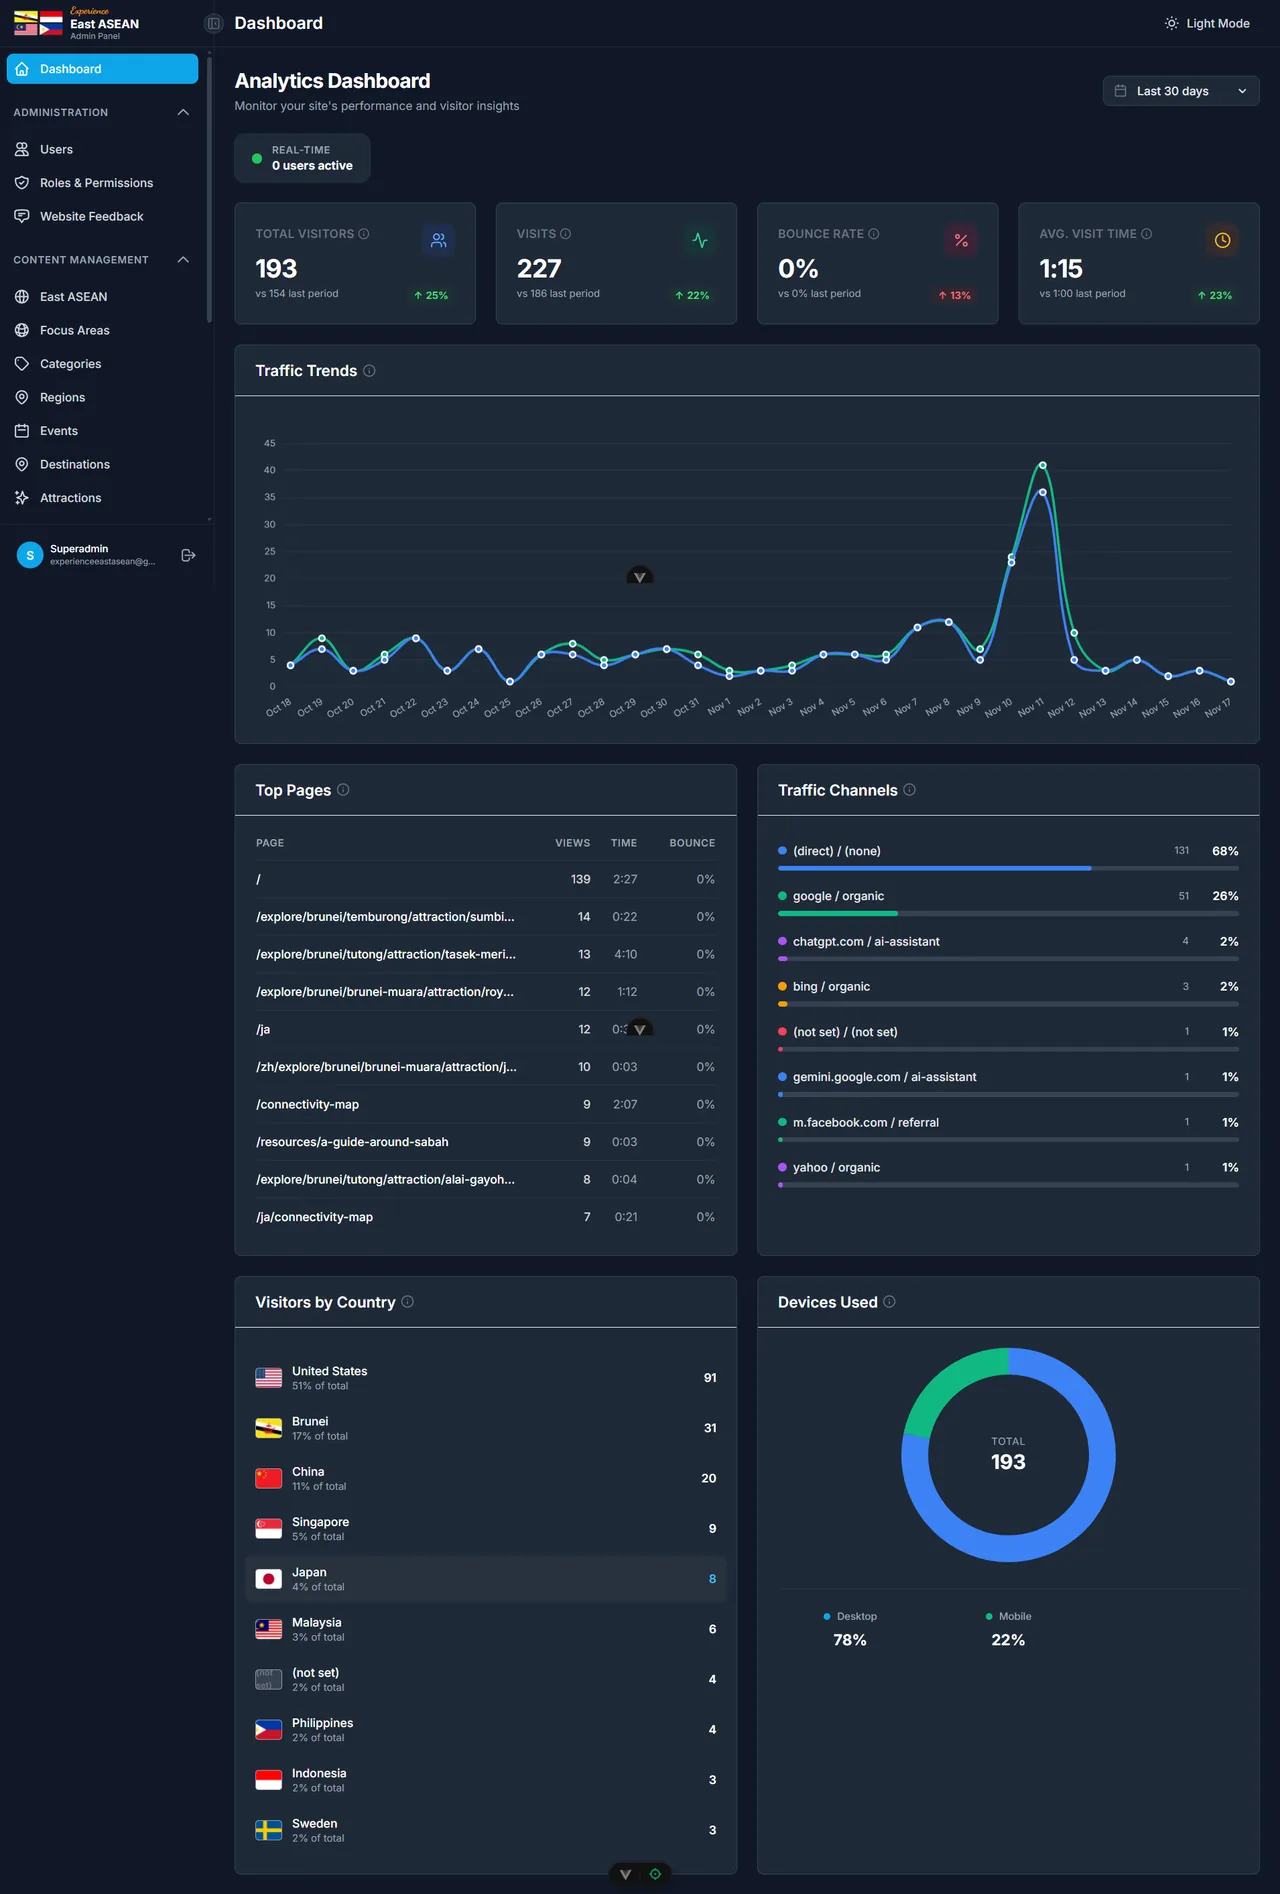 Experience
East ASEAN
Admin Panel
Dashboard
Light Mode
Dashboard
ADMINISTRATION
Users
Roles & Permissions
Website Feedback
CONTENT MANAGEMENT
East ASEAN
Focus Areas
Categories
Regions
Events
Destinations
Attractions
S
Superadmin
experienceeastasean@g...
Analytics Dashboard
Monitor your site's performance and visitor insights
Last 30 days
REAL-TIME
0 users active
TOTAL VISITORS
193
vs 154 last period
↑ 25%
VISITS
227
vs 186 last period
↑ 22%
BOUNCE RATE
0%
vs 0% last period
↑ 13%
AVG. VISIT TIME
1:15
vs 1:00 last period
↑ 23%
Traffic Trends
45
40
35
30
25
20
15
10
5
0
Oct 18 Oct 19 Oct 20 Oct 21 Oct 22 Oct 23 Oct 24 Oct 25 Oct 26 Oct 27 Oct 28 Oct 29 Oct 30 Oct 31 Nov 1 Nov 2 Nov 3 Nov 4 Nov 5 Nov 6 Nov 7 Nov 8 Nov 9 Nov 10 Nov 11 Nov 12 Nov 13 Nov 14 Nov 15 Nov 16 Nov 17
Top Pages
PAGE VIEWS TIME BOUNCE
/ 139 2:27 0%
/explore/brunei/temburong/attraction/sumbi... 14 0:22 0%
/explore/brunei/tutong/attraction/tasek-meri... 13 4:10 0%
/explore/brunei/brunei-muara/attraction/roy... 12 1:12 0%
/ja 12 0%
/zh/explore/brunei/brunei-muara/attraction/j... 10 0:03 0%
/connectivity-map 9 2:07 0%
/resources/a-guide-around-sabah 9 0:03 0%
/explore/brunei/tutong/attraction/alai-gayoh... 8 0:04 0%
/ja/connectivity-map 7 0:21 0%
Traffic Channels
(direct) / (none) 131 68%
google / organic 51 26%
chatgpt.com / ai-assistant 4 2%
bing / organic 3 2%
(not set) / (not set) 1 1%
gemini.google.com / ai-assistant 1 1%
m.facebook.com / referral 1 1%
yahoo / organic 1 1%
Visitors by Country
United States
51% of total
91
Brunei
17% of total
31
China
11% of total
20
Singapore
5% of total
9
Japan
4% of total
8
Malaysia
3% of total
6
(not set)
(not set)
2% of total
4
Philippines
2% of total
4
Indonesia
2% of total
3
Sweden
2% of total
3
Devices Used
TOTAL
193
Desktop
78%
Mobile
22%